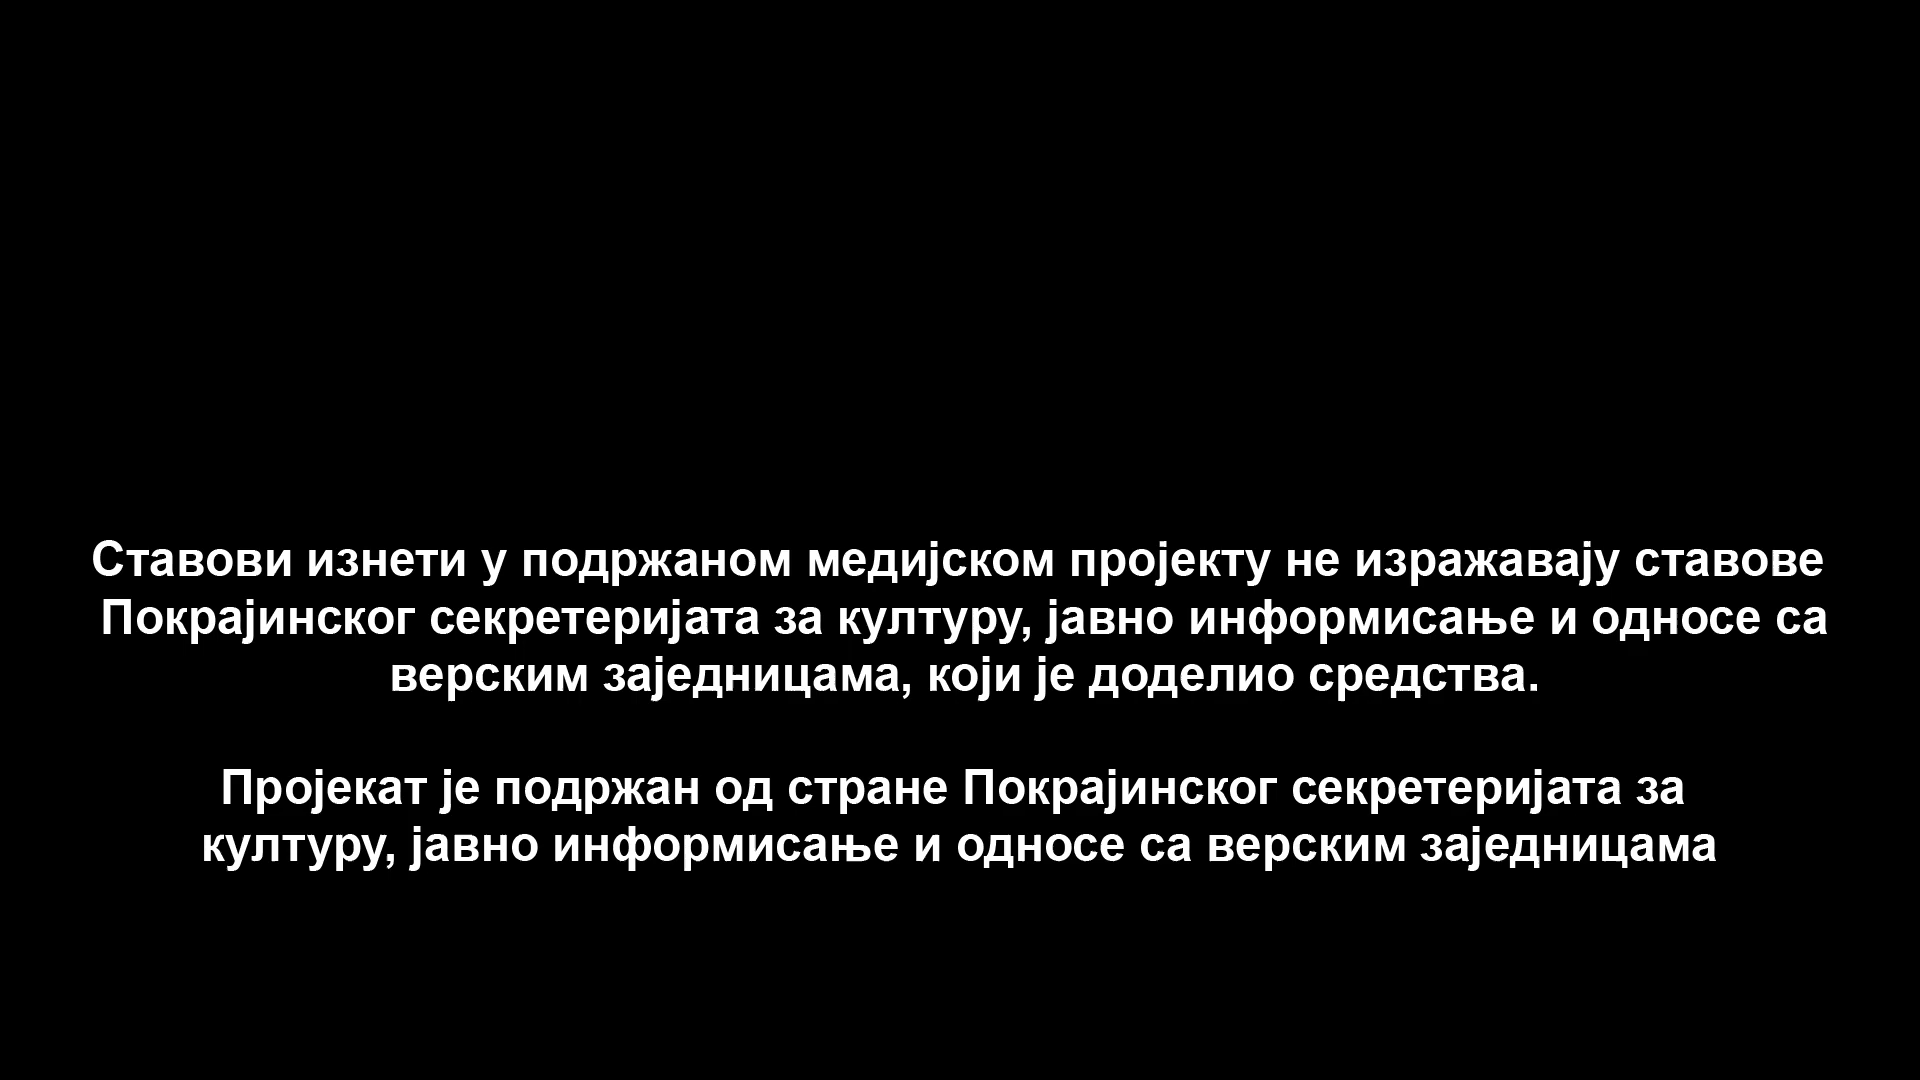 Ставови изнети у подржаном медијском пројекту не изражавају ставове
Покрајинског секретеријата за културу, јавно информисање и односе са
верским заједницама, који је доделио средства.
Пројекат је подржан од стране Покрајинског секретеријата за
културу, јавно информисање и односе са верским заједницама